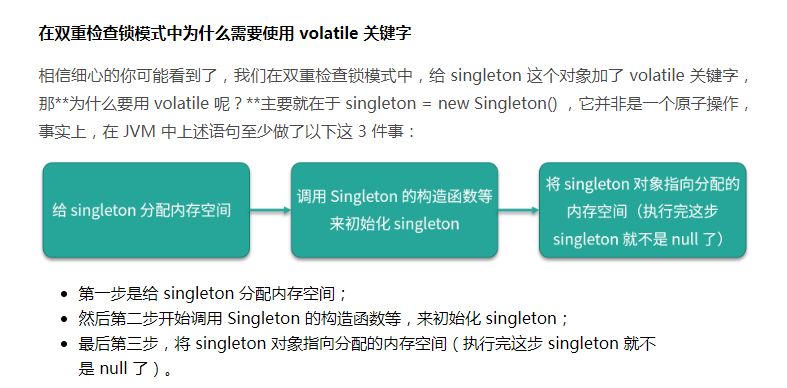 在双重检查锁模式中为什么需要使用 volatile 关键字
相信细心的你可能看到了，我们在双重检查锁模式中，给 singleton 这个对象加了 volatile 关键字，
那**为什么要用 volatile 呢？**主要就在于 singleton = new Singleton() ，它并非是一个原子操作，
事实上，在 JVM 中上述语句至少做了以下这 3 件事：
给 singleton 分配内存空间
调用 Singleton 的构造函数等
来初始化 singleton
将 singleton 对象指向分配的
内存空间（执行完这步
singleton 就不是 null 了）
• 第一步是给 singleton 分配内存空间；
• 然后第二步开始调用 Singleton 的构造函数等，来初始化 singleton；
• 最后第三步，将 singleton 对象指向分配的内存空间（执行完这步 singleton 就不
是 null 了）。